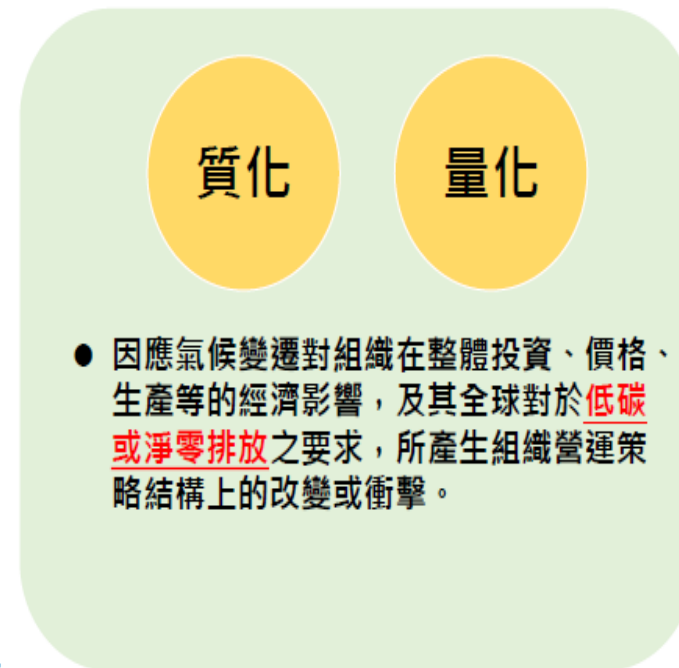 質化
量化
● 因應氣候變遷對組織在整體投資、價格、
生產等的經濟影響，及其全球對於低碳
或淨零排放之要求，所產生組織營運策
略結構上的改變或衝擊。